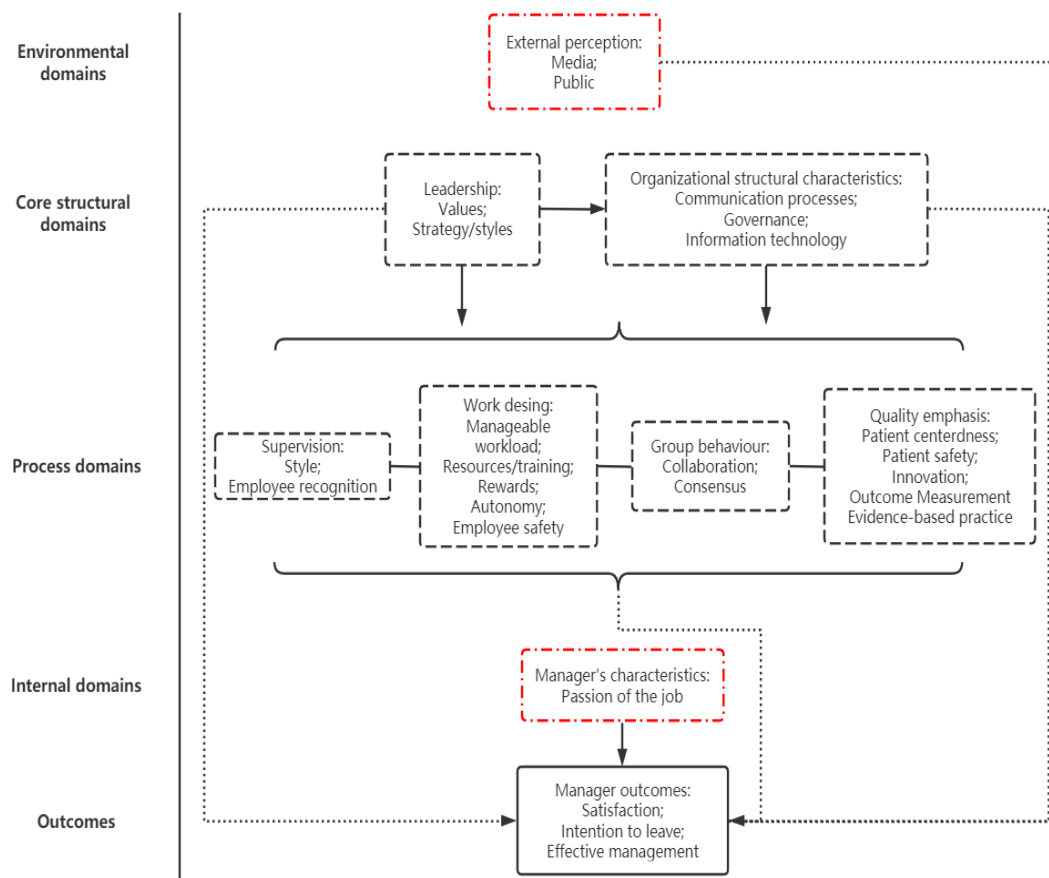 Environmental
domains
External perception:
Media;
Public
Core structural
domains
Leadership:
Values;
Strategy/styles
Organizational structural characteristics:
Communication processes;
Governance;
Information technology
Process domains
Supervision:
Style;
Employee recognition
Work desing:
Manageable
workload;
Resources/training;
Rewards;
Autonomy;
Employee safety
Group behaviour:
Collaboration;
Consensus
Quality emphasis:
Patient centerdness;
Patient safety;
Innovation;
Outcome Measurement
Evidence-based practice
Internal domains
Manager's characteristics:
Passion of the job
Outcomes
Manager outcomes:
Satisfaction;
Intention to leave;
Effective management